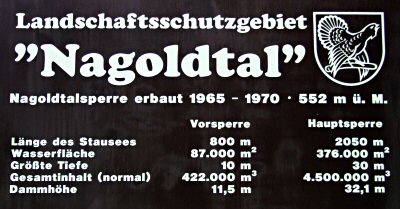 Landschaftsschutzgebiet
"Nagoldtal"
Nagoldtalsperre erbaut 1965 - 1970 · 552 m ü. M.
Vorsperre Hauptsperre
Länge des Stausees 800 m 2050 m
Wasserfläche 87.000 m² 376.000 m²
Größte Tiefe 10 m 30 m
Gesamtinhalt (normal) 422.000 m³ 4.500.000 m³
Dammhöhe 11,5 m 32,1 m